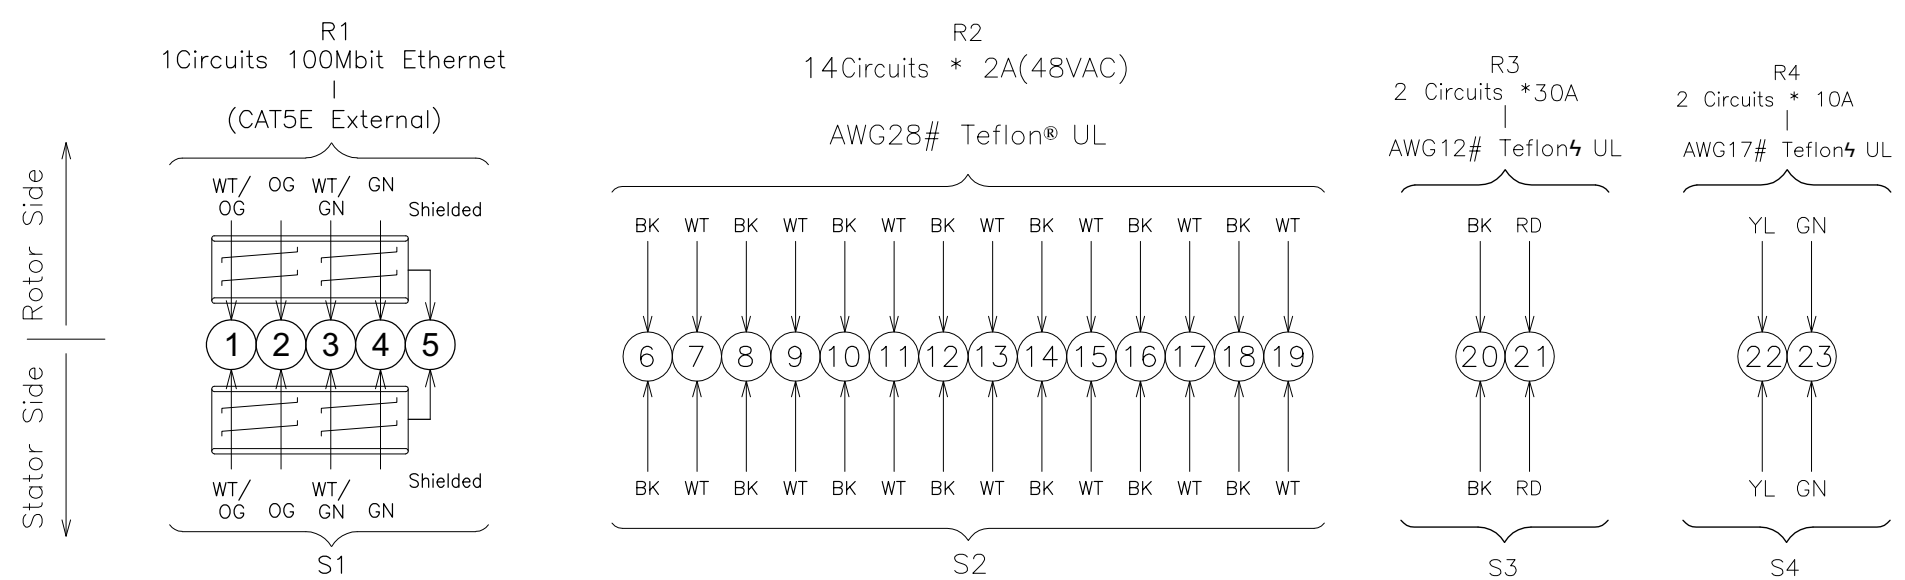 R1
1Circuits 100Mbit Ethernet
(CAT5E External)
R2
14Circuits * 2A(48VAC)
AWG28# Teflon® UL
R3
2 Circuits *30A
AWG12# Teflonϟ UL
R4
2 Circuits * 10A
AWG17# Teflonϟ UL
Rotor Side
Stator Side
WT/ OG WT/ GN
OG GN Shielded
BK WT BK WT BK WT BK WT BK WT BK WT BK WT
BK RD
YL GN
1 2 3 4 5
6 7 8 9 10 11 12 13 14 15 16 17 18 19
20 21
22 23
WT/ WT/ Shielded
OG OG GN GN
BK WT BK WT BK WT BK WT BK WT BK WT BK WT
BK RD
YL GN
S1
S2
S3
S4